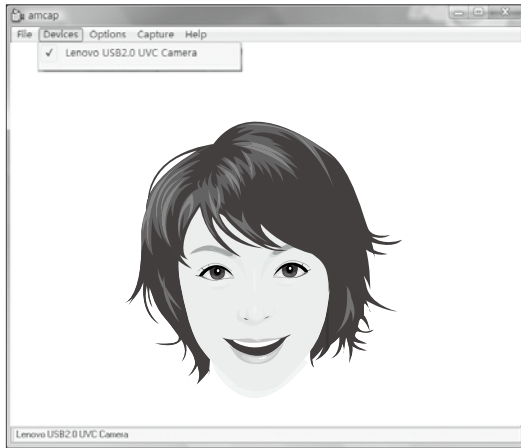 amcap
File Devices Options Capture Help
✓ Lenovo USB2.0 UVC Camera
Lenovo USB2.0 UVC Camera